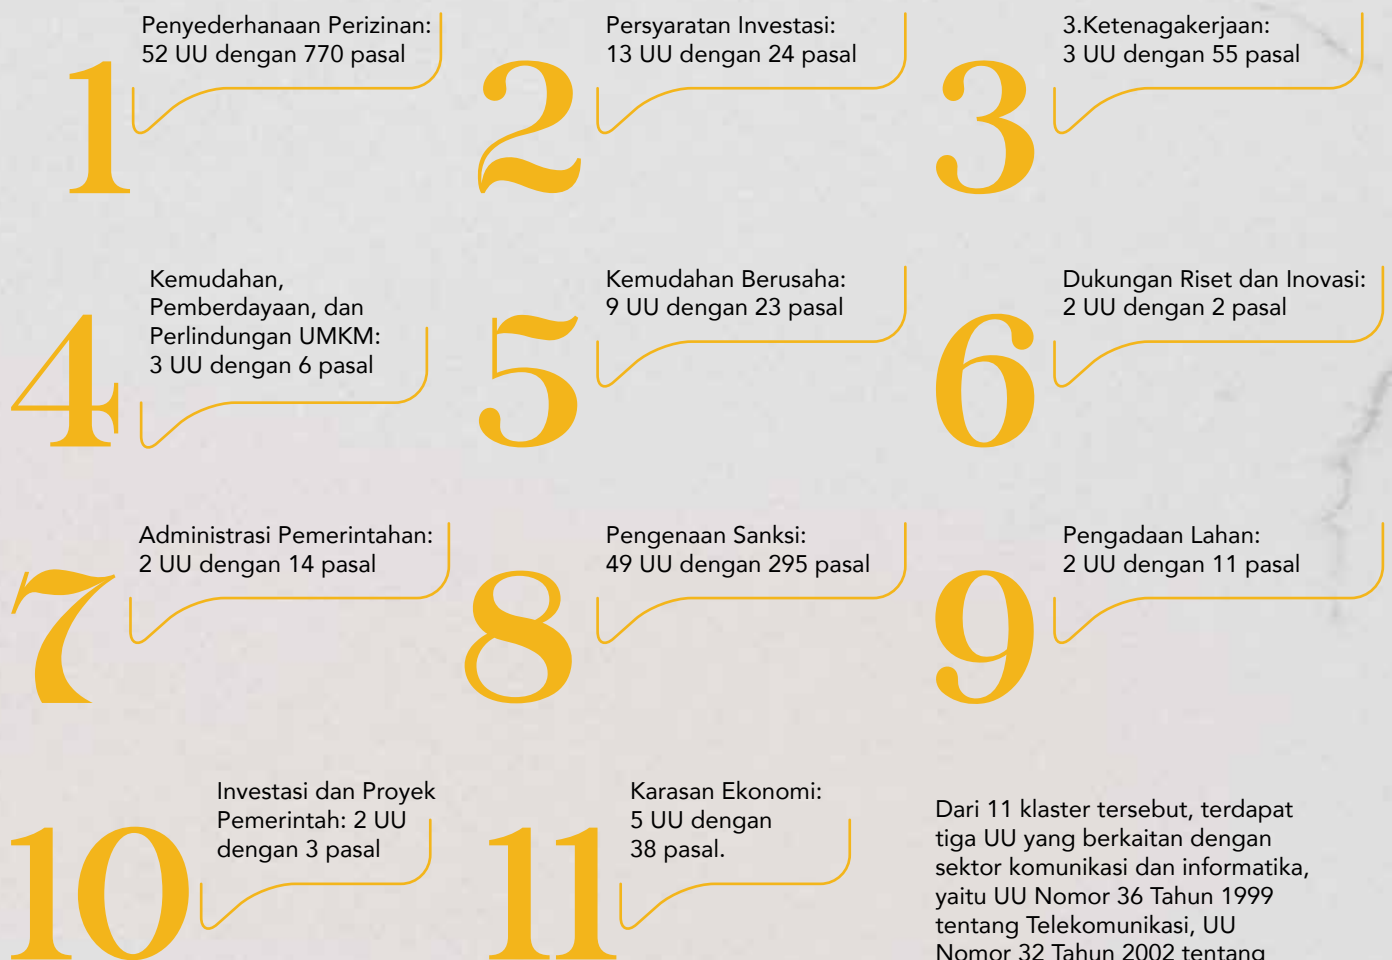 1
Penyederhanaan Perizinan:
52 UU dengan 770 pasal
2
Persyaratan Investasi:
13 UU dengan 24 pasal
3
3.Ketenagakerjaan:
3 UU dengan 55 pasal
4
Kemudahan,
Pemberdayaan, dan
Perlindungan UMKM:
3 UU dengan 6 pasal
5
Kemudahan Berusaha:
9 UU dengan 23 pasal
6
Dukungan Riset dan Inovasi:
2 UU dengan 2 pasal
7
Administrasi Pemerintahan:
2 UU dengan 14 pasal
8
Pengenaan Sanksi:
49 UU dengan 295 pasal
9
Pengadaan Lahan:
2 UU dengan 11 pasal
10
Investasi dan Proyek
Pemerintah: 2 UU
dengan 3 pasal
11
Karasan Ekonomi:
5 UU dengan
38 pasal.
Dari 11 klaster tersebut, terdapat
tiga UU yang berkaitan dengan
sektor komunikasi dan informatika,
yaitu UU Nomor 36 Tahun 1999
tentang Telekomunikasi, UU
Nomor 32 Tahun 2002 tentang